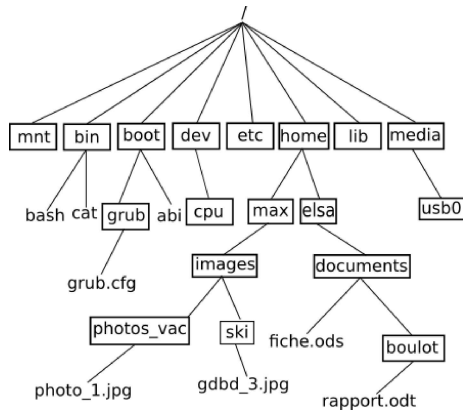 /
mnt bin boot dev etc home lib media
bash cat grub abi cpu max elsa usb0
grub.cfg images documents
photos_vac ski fiche.ods boulot
photo_1.jpg gdbd_3.jpg rapport.odt